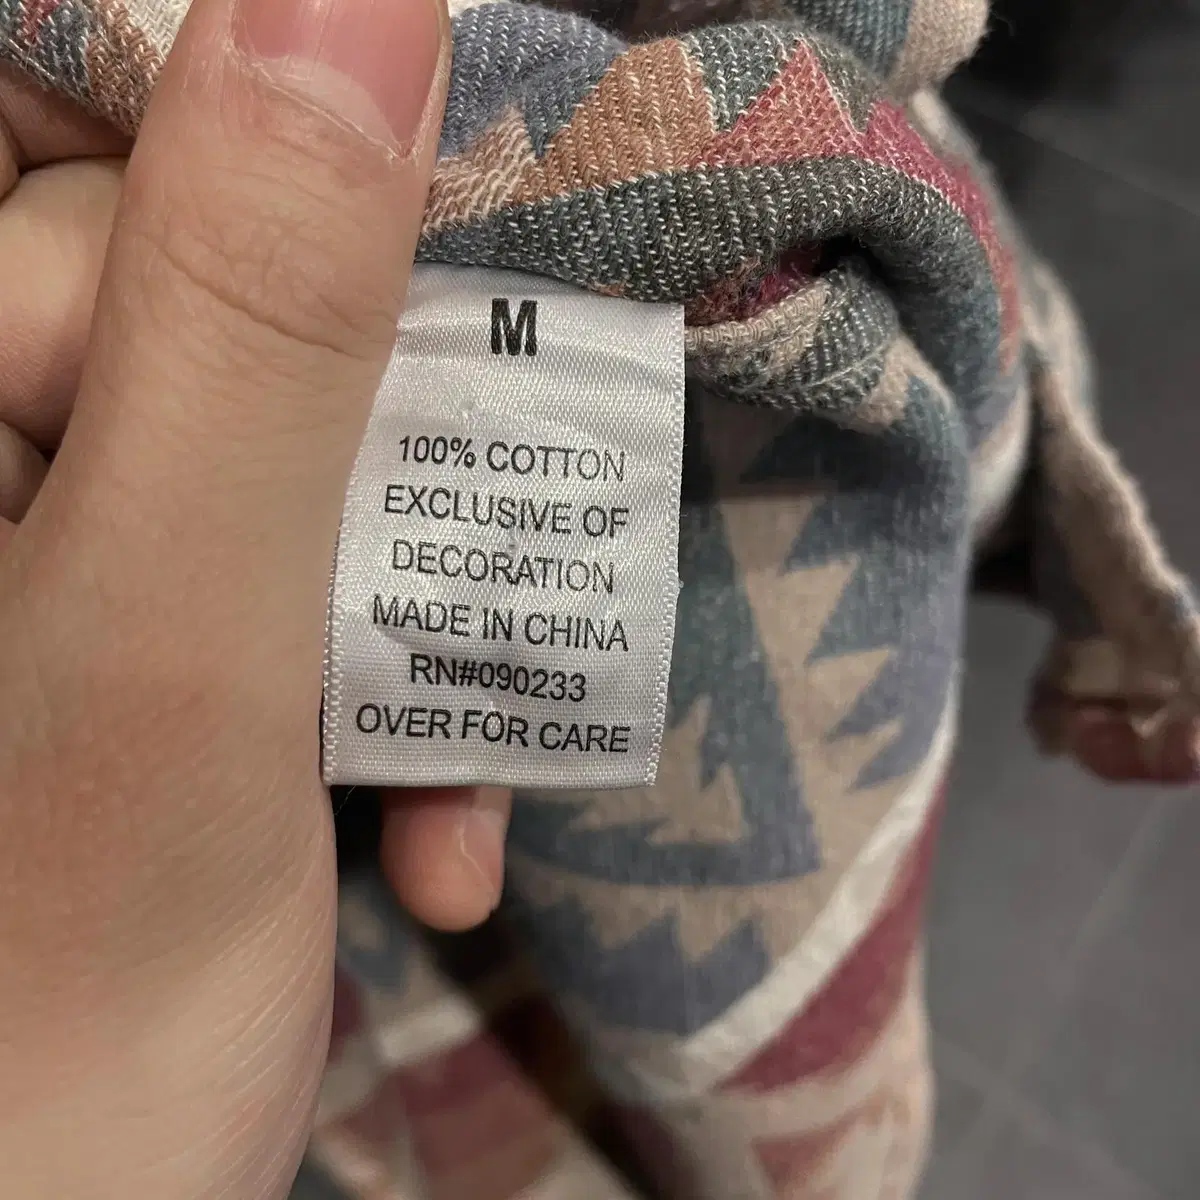 M
100% COTTON
EXCLUSIVE OF
DECORATION
MADE IN CHINA
RN#090233
OVER FOR CARE